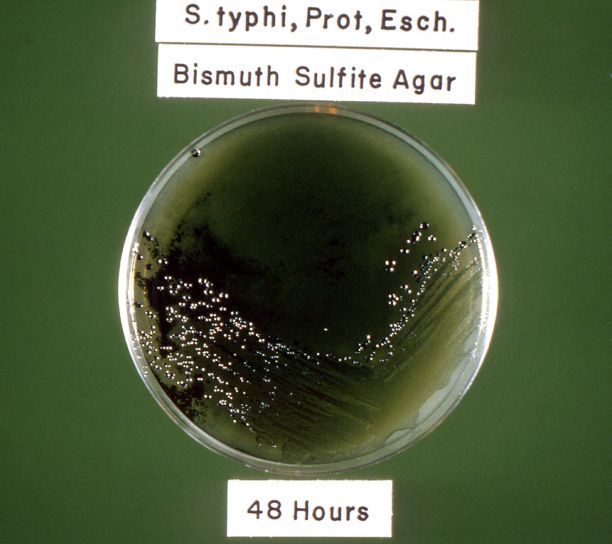 S. typhi, Prot, Esch.
Bismuth Sulfite Agar
48 Hours